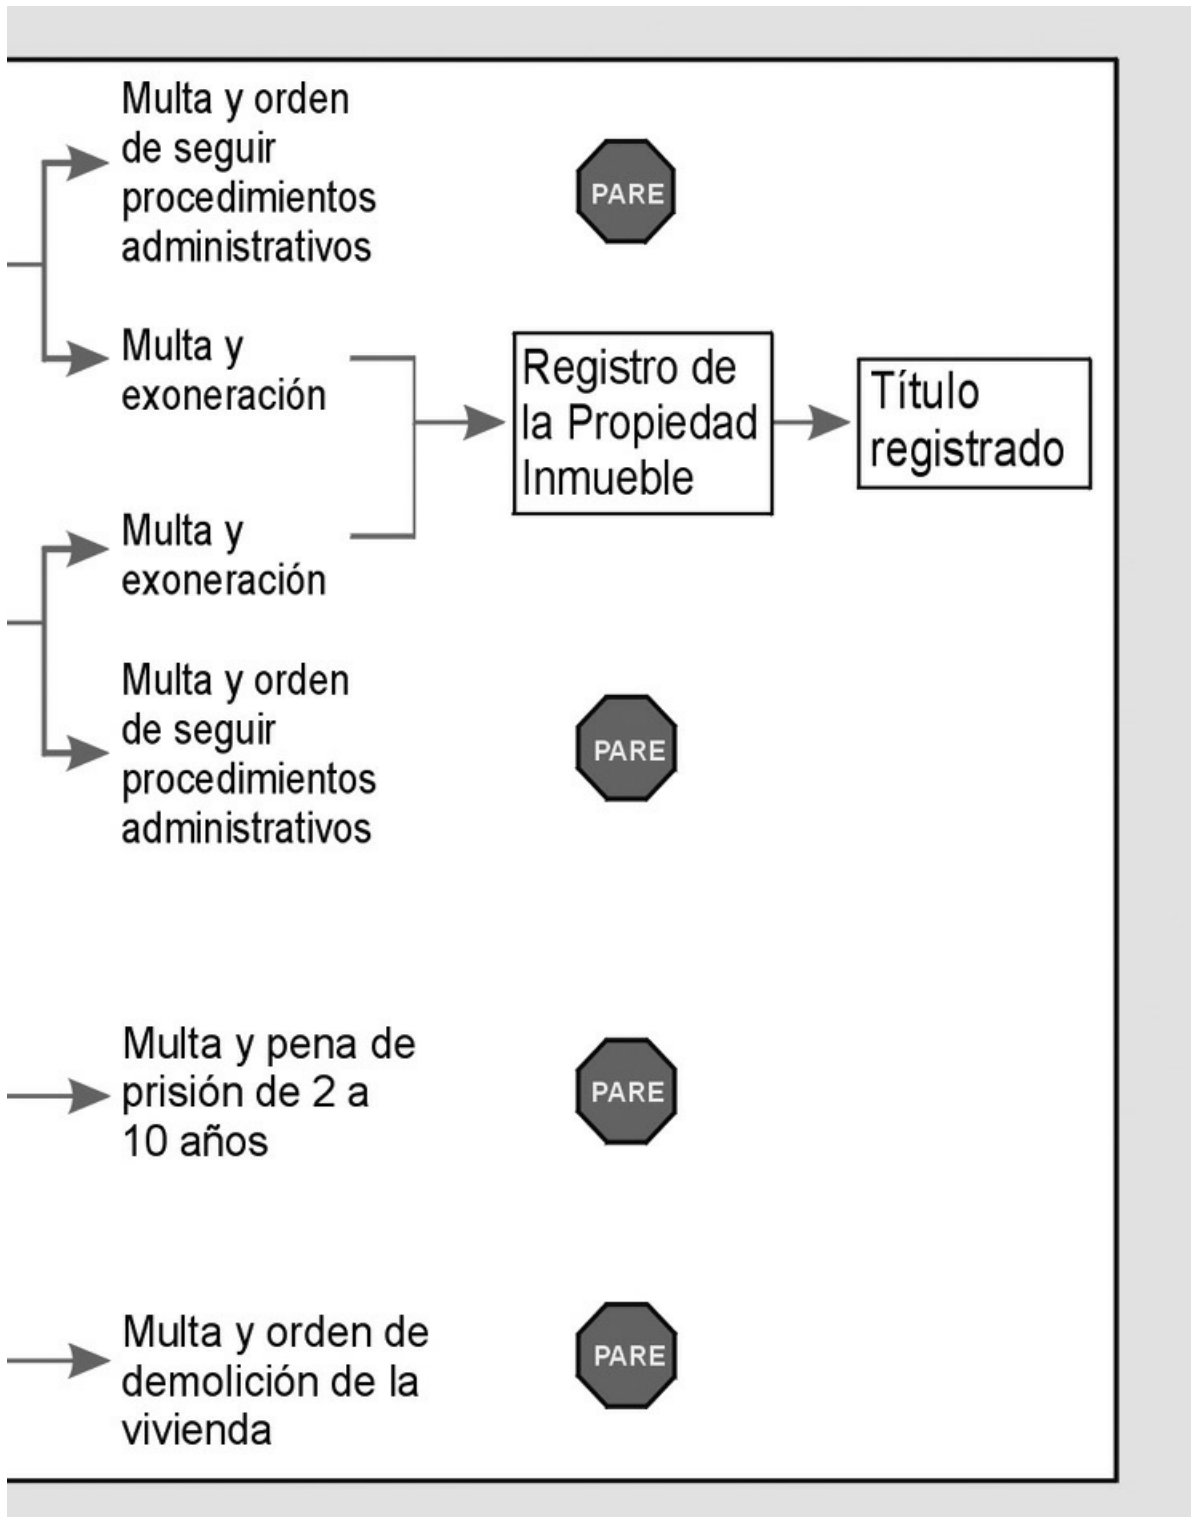 Multa y orden
de seguir
procedimientos
administrativos
PARE
Multa y
exoneración
Registro de
la Propiedad
Inmueble
Título
registrado
Multa y
exoneración
Multa y orden
de seguir
procedimientos
administrativos
PARE
Multa y pena de
prisión de 2 a
10 años
PARE
Multa y orden de
demolición de la
vivienda
PARE